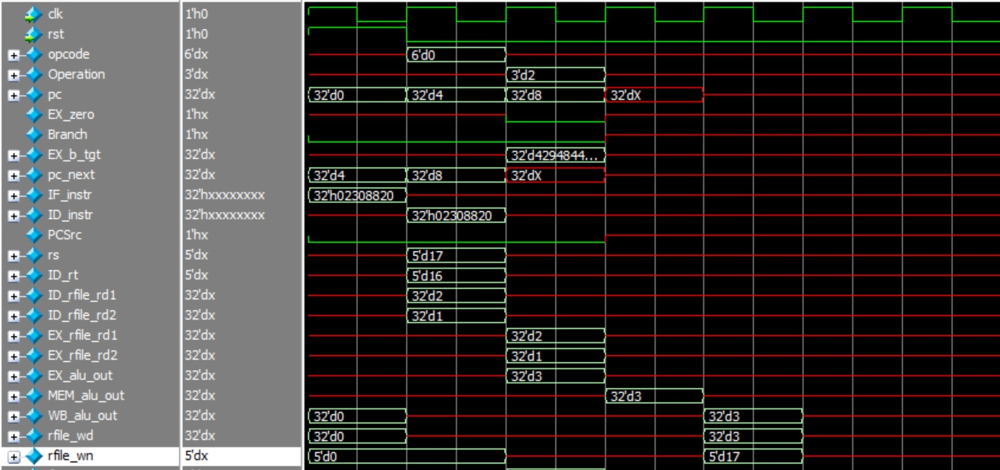 clk 1'h0
rst 1'h0
opcode 6'dx 6'd0
Operation 3'dx 3'd2
pc 32'dx 32'd0 32'd4 32'd8 32'dX
EX_zero 1'hx
Branch 1'hx
EX_b_tgt 32'dx 32'd4294844...
pc_next 32'dx 32'd4 32'd8 32'dX
IF_instr 32'hxxxxxxxx 32'h02308820
ID_instr 32'hxxxxxxxx 32'h02308820
PCSrc 1'hx
rs 5'dx 5'd17
ID_rt 5'dx 5'd16
ID_rfile_rd1 32'dx 32'd2
ID_rfile_rd2 32'dx 32'd1
EX_rfile_rd1 32'dx 32'd2
EX_rfile_rd2 32'dx 32'd1
EX_alu_out 32'dx 32'd3
MEM_alu_out 32'dx 32'd3
WB_alu_out 32'dx 32'd0 32'd3
rfile_wd 32'dx 32'd0 32'd3
rfile_wn 5'dx 5'd0 5'd17